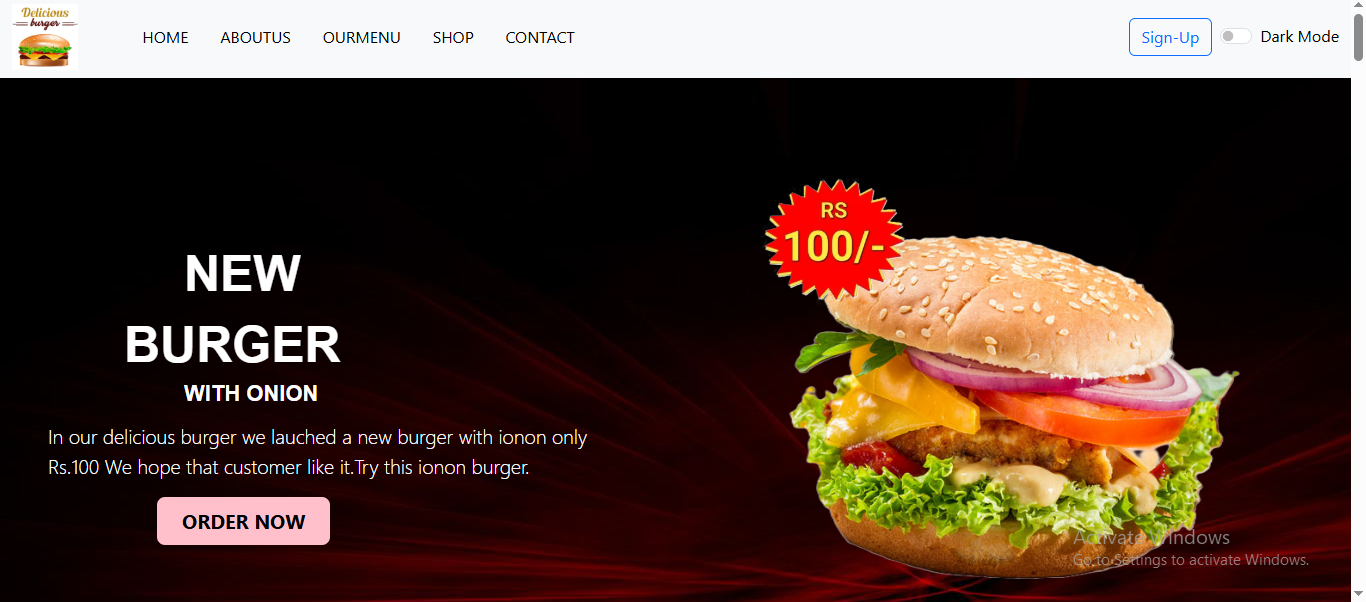 Delicious
burger
HOME ABOUTUS OURMENU SHOP CONTACT
Sign-Up Dark Mode
RS
100/-
NEW
BURGER
WITH ONION
In our delicious burger we lauched a new burger with ionon only
Rs.100 We hope that customer like it.Try this ionon burger.
ORDER NOW
Activate Windows
Go to Settings to activate Windows.